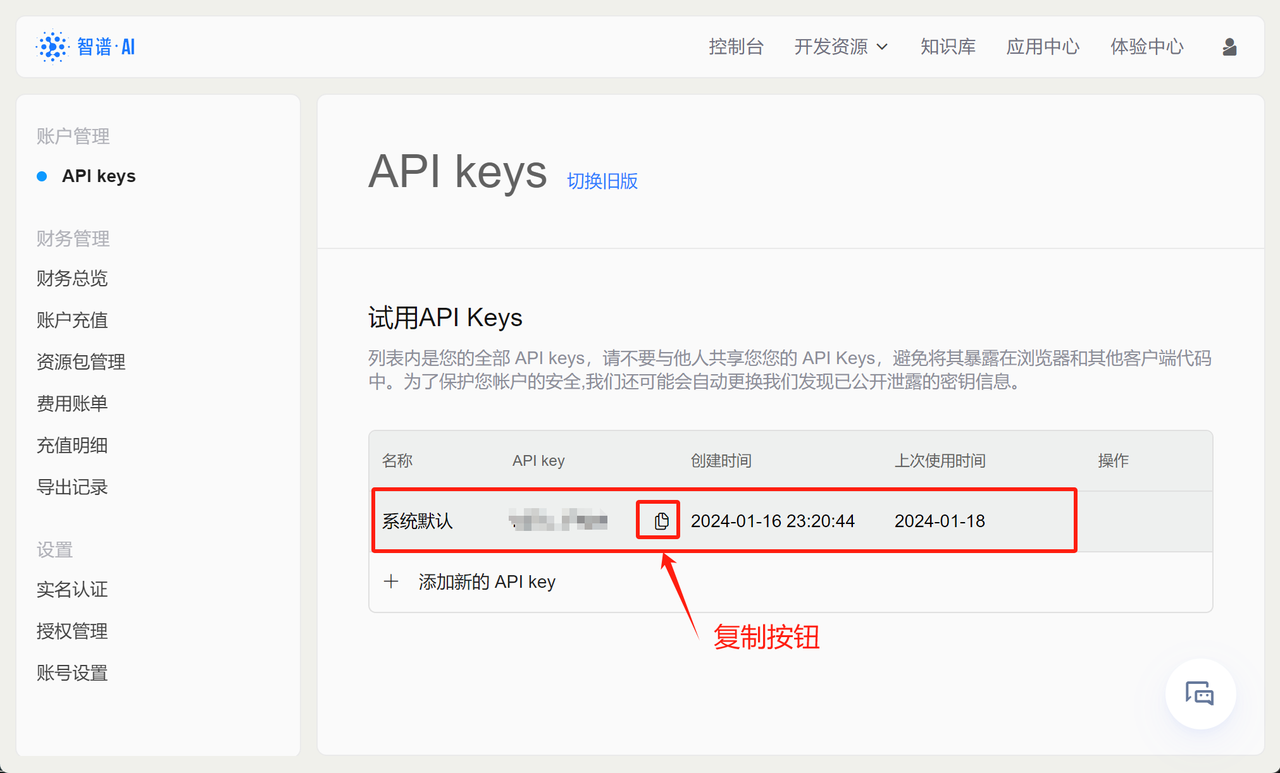 智谱·AI
控制台
开发资源
知识库
应用中心
体验中心
账户管理
API keys
财务管理
财务总览
账户充值
资源包管理
费用账单
充值明细
导出记录
设置
实名认证
授权管理
账号设置
API keys 切换旧版
试用API Keys
列表内是您的全部 API keys，请不要与他人共享您您的 API Keys，避免将其暴露在浏览器和其他客户端代码
中。为了保护您帐户的安全,我们还可能会自动更换我们发现已公开泄露的密钥信息。
名称 API key 创建时间 上次使用时间 操作
系统默认 2024-01-16 23:20:44 2024-01-18
添加新的 API key
复制按钮